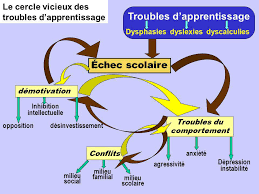 Le cercle vicieux des
troubles d'apprentissage
Troubles d'apprentissage
Dysphasies dyslexies dyscalculies
Échec scolaire
démotivation
Inhibition
intellectuelle
opposition
désinvestissement
Troubles du
comportement
Conflits
milieu
social
milieu
familial
milieu
scolaire
agressivité
anxiété
Dépression
instabilité